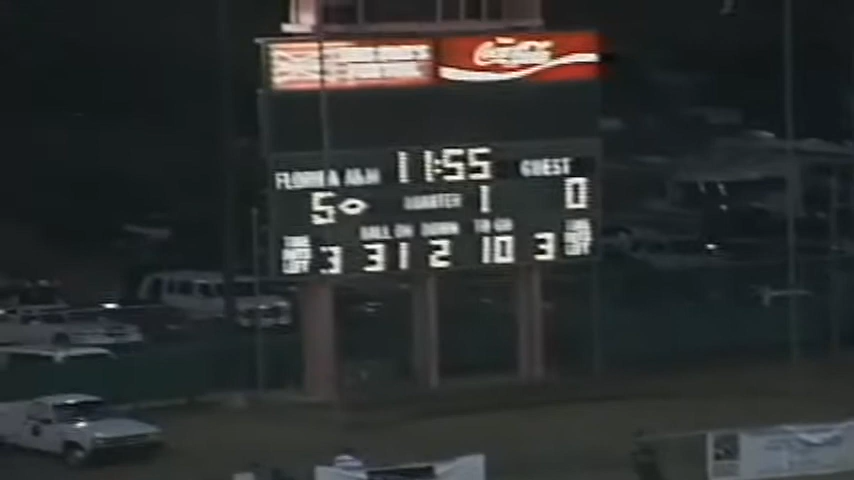 Coca-Cola
FLORIDA A&M 11:55 GUEST
5 QUARTER 1 0
BALL ON DOWN TO GO
TIME OUTS LEFT 3 31 2 10 3 TIME OUTS LEFT